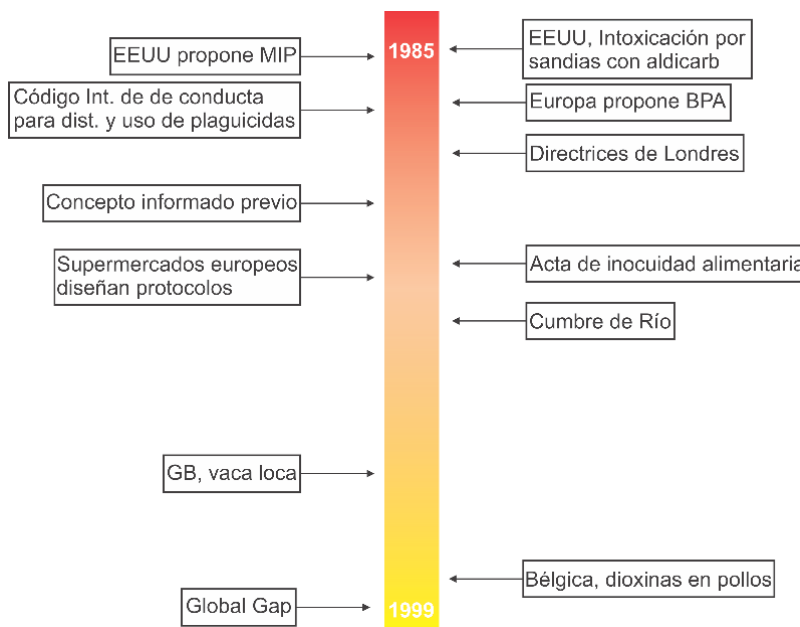 EEUU propone MIP
1985
EEUU, Intoxicación por
sandias con aldicarb
Código Int. de de conducta
para dist. y uso de plaguicidas
Europa propone BPA
Directrices de Londres
Concepto informado previo
Supermercados europeos
diseñan protocolos
Acta de inocuidad alimentaria
Cumbre de Río
GB, vaca loca
Bélgica, dioxinas en pollos
Global Gap
1999